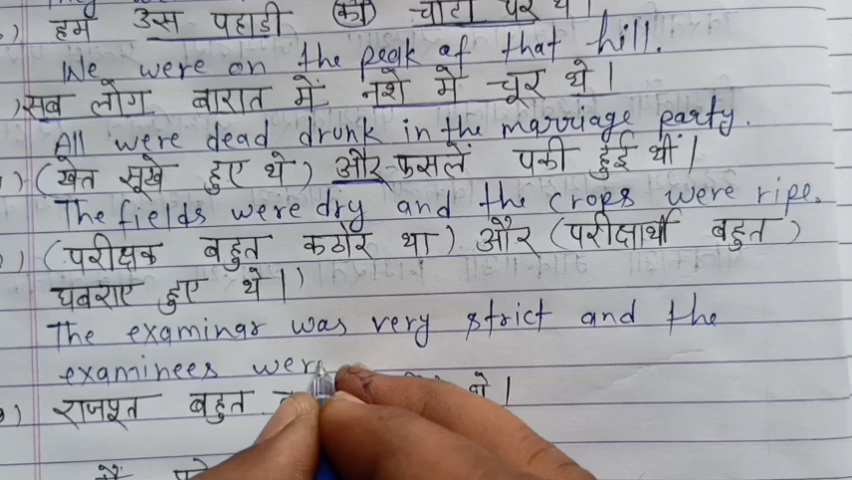 हम उस पहाड़ी की चोटी पर थे।
We were on the peak of that hill.
सब लोग बारात में नशे में चूर थे।
All were dead drunk in the marriage party.
(खेत सूखे हुए थे) और फसलें पकी हुई थीं।
The fields were dry and the crops were ripe.
(परीक्षक बहुत कठोर था) और (परीक्षार्थी बहुत)
घबराए हुए थे।)
The examinar was very strict and the
examinees wer
राजपूत बहुत थे।